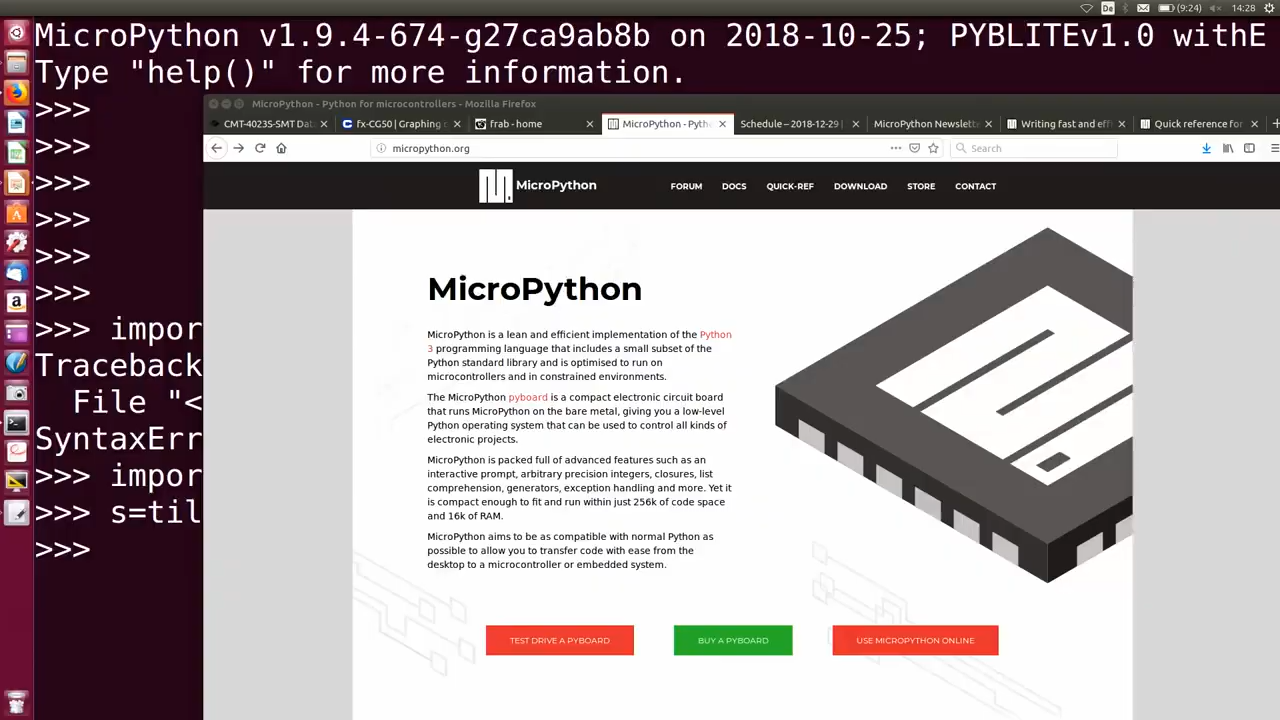 De
(9:24)
14:28
MicroPython v1.9.4-674-g27ca9ab8b on 2018-10-25; PYBLITEv1.0 withE
Type "help()" for more information.
>>>
>>>
>>>
>>>
>>>
>>>
>>> impor
Traceback
File "<
SyntaxErr
>>> impor
>>> s=til
>>>
MicroPython - Python for microcontrollers - Mozilla Firefox
CMT-4023S-SMT Dat
fx-CG50 | Graphing c
frab - home
MicroPython - Pyth
Schedule – 2018-12-29 |
MicroPython Newslett
Writing fast and effi
Quick reference for
micropython.org
Search
MicroPython
FORUM
DOCS
QUICK-REF
DOWNLOAD
STORE
CONTACT
MicroPython
MicroPython is a lean and efficient implementation of the Python
3 programming language that includes a small subset of the
Python standard library and is optimised to run on
microcontrollers and in constrained environments.
The MicroPython pyboard is a compact electronic circuit board
that runs MicroPython on the bare metal, giving you a low-level
Python operating system that can be used to control all kinds of
electronic projects.
MicroPython is packed full of advanced features such as an
interactive prompt, arbitrary precision integers, closures, list
comprehension, generators, exception handling and more. Yet it
is compact enough to fit and run within just 256k of code space
and 16k of RAM.
MicroPython aims to be as compatible with normal Python as
possible to allow you to transfer code with ease from the
desktop to a microcontroller or embedded system.
TEST DRIVE A PYBOARD
BUY A PYBOARD
USE MICROPYTHON ONLINE